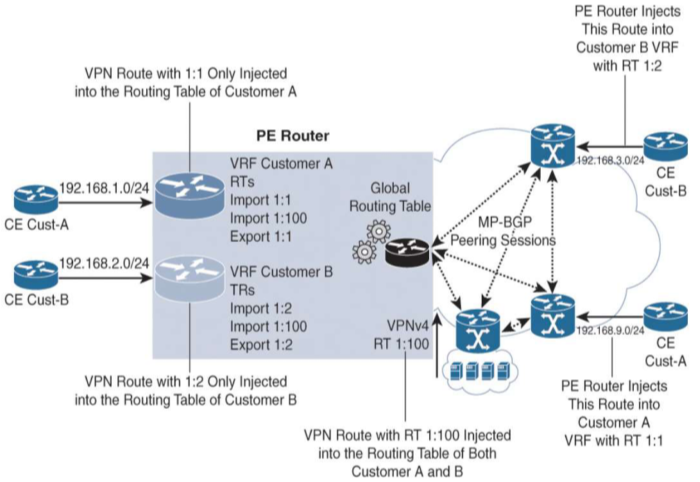 PE Router Injects
This Route into
Customer B VRF
with RT 1:2
VPN Route with 1:1 Only Injected
into the Routing Table of Customer A
PE Router
VRF Customer A
RTs
Import 1:1
Import 1:100
Export 1:1
Global
Routing Table
192.168.1.0/24
CE Cust-A
192.168.2.0/24
CE Cust-B
VRF Customer B
TRs
Import 1:2
Import 1:100
Export 1:2
MP-BGP
Peering Sessions
192.168.3.0/24
CE
Cust-B
VPNv4
RT 1:100
192.168.9.0/24
CE
Cust-A
VPN Route with 1:2 Only Injected
into the Routing Table of Customer B
PE Router Injects
This Route into
Customer A
VRF with RT 1:1
VPN Route with RT 1:100 Injected
into the Routing Table of Both
Customer A and B